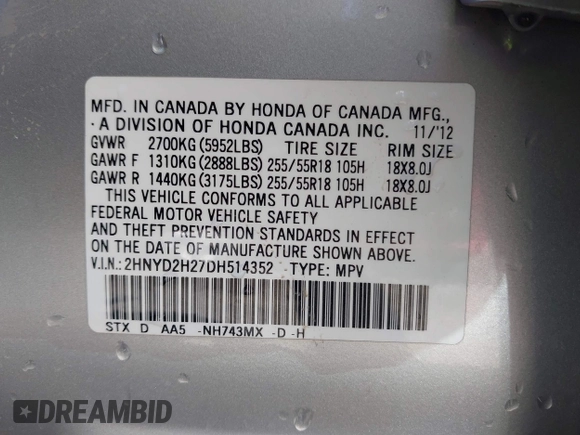 MFD. IN CANADA BY HONDA OF CANADA MFG.,
A DIVISION OF HONDA CANADA INC. 11/'12
GVWR 2700KG (5952LBS) TIRE SIZE RIM SIZE
GAWR F 1310KG (2888LBS) 255/55R18 105H 18X8.0J
GAWR R 1440KG (3175LBS) 255/55R18 105H 18X8.0J
THIS VEHICLE CONFORMS TO ALL APPLICABLE
FEDERAL MOTOR VEHICLE SAFETY
AND THEFT PREVENTION STANDARDS IN EFFECT
ON THE DATE OF MANUFACTURE SHOWN ABOVE.
V.I.N.: 2HNYD2H27DH514352 TYPE: MPV
STX D AA5 -NH743MX -D -H
DREAMBID